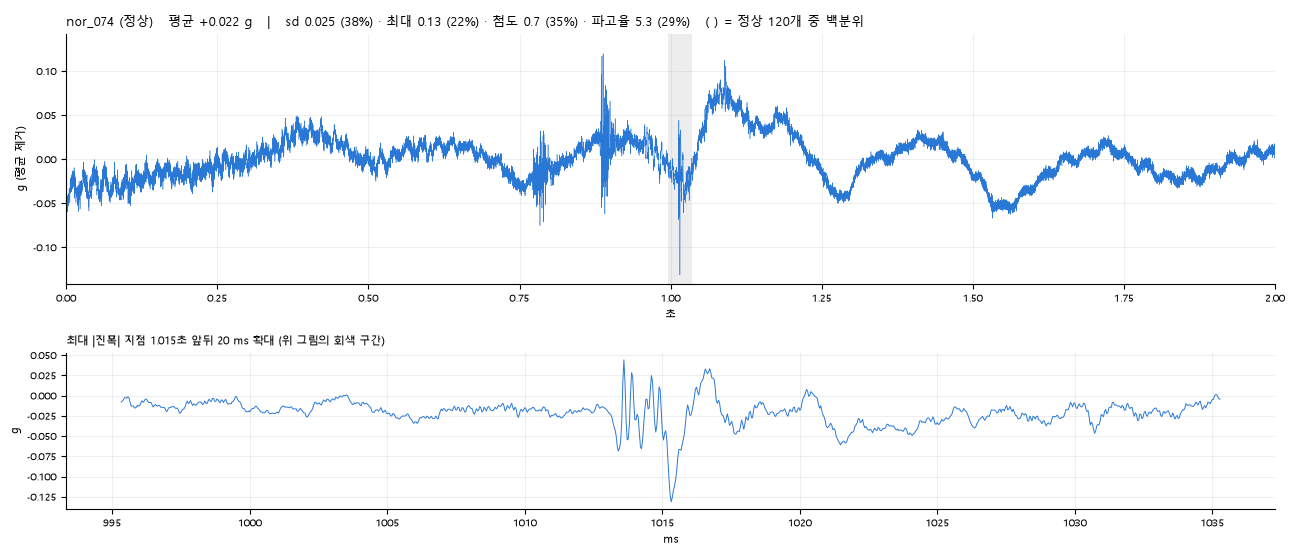 nor_074 (정상)    평균 +0.022 g    |    sd 0.025 (38%) · 최대 0.13 (22%) · 첨도 0.7 (35%) · 파고율 5.3 (29%)    ( ) = 정상 120개 중 백분위
g (평균 제거)
0.10
0.05
0.00
-0.05
-0.10
0.00 0.25 0.50 0.75 1.00 1.25 1.50 1.75 2.00
초
최대 |진폭| 지점 1.015초 앞뒤 20 ms 확대 (위 그림의 회색 구간)
g
0.050
0.025
0.000
-0.025
-0.050
-0.075
-0.100
-0.125
995 1000 1005 1010 1015 1020 1025 1030 1035
ms